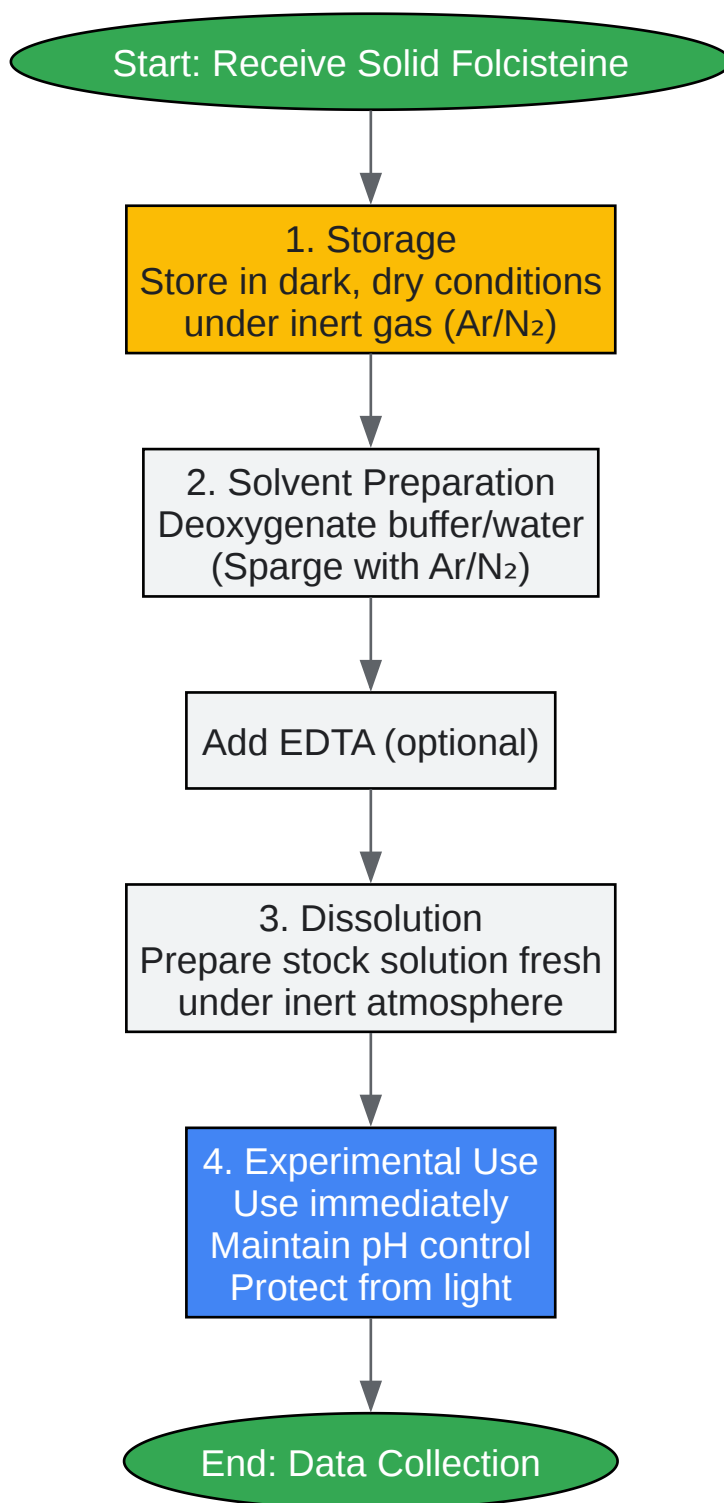 Start: Receive Solid Folcisteine
1. Storage
Store in dark, dry conditions
under inert gas (Ar/N₂)
2. Solvent Preparation
Deoxygenate buffer/water
(Sparge with Ar/N₂)
Add EDTA (optional)
3. Dissolution
Prepare stock solution fresh
under inert atmosphere
4. Experimental Use
Use immediately
Maintain pH control
Protect from light
End: Data Collection